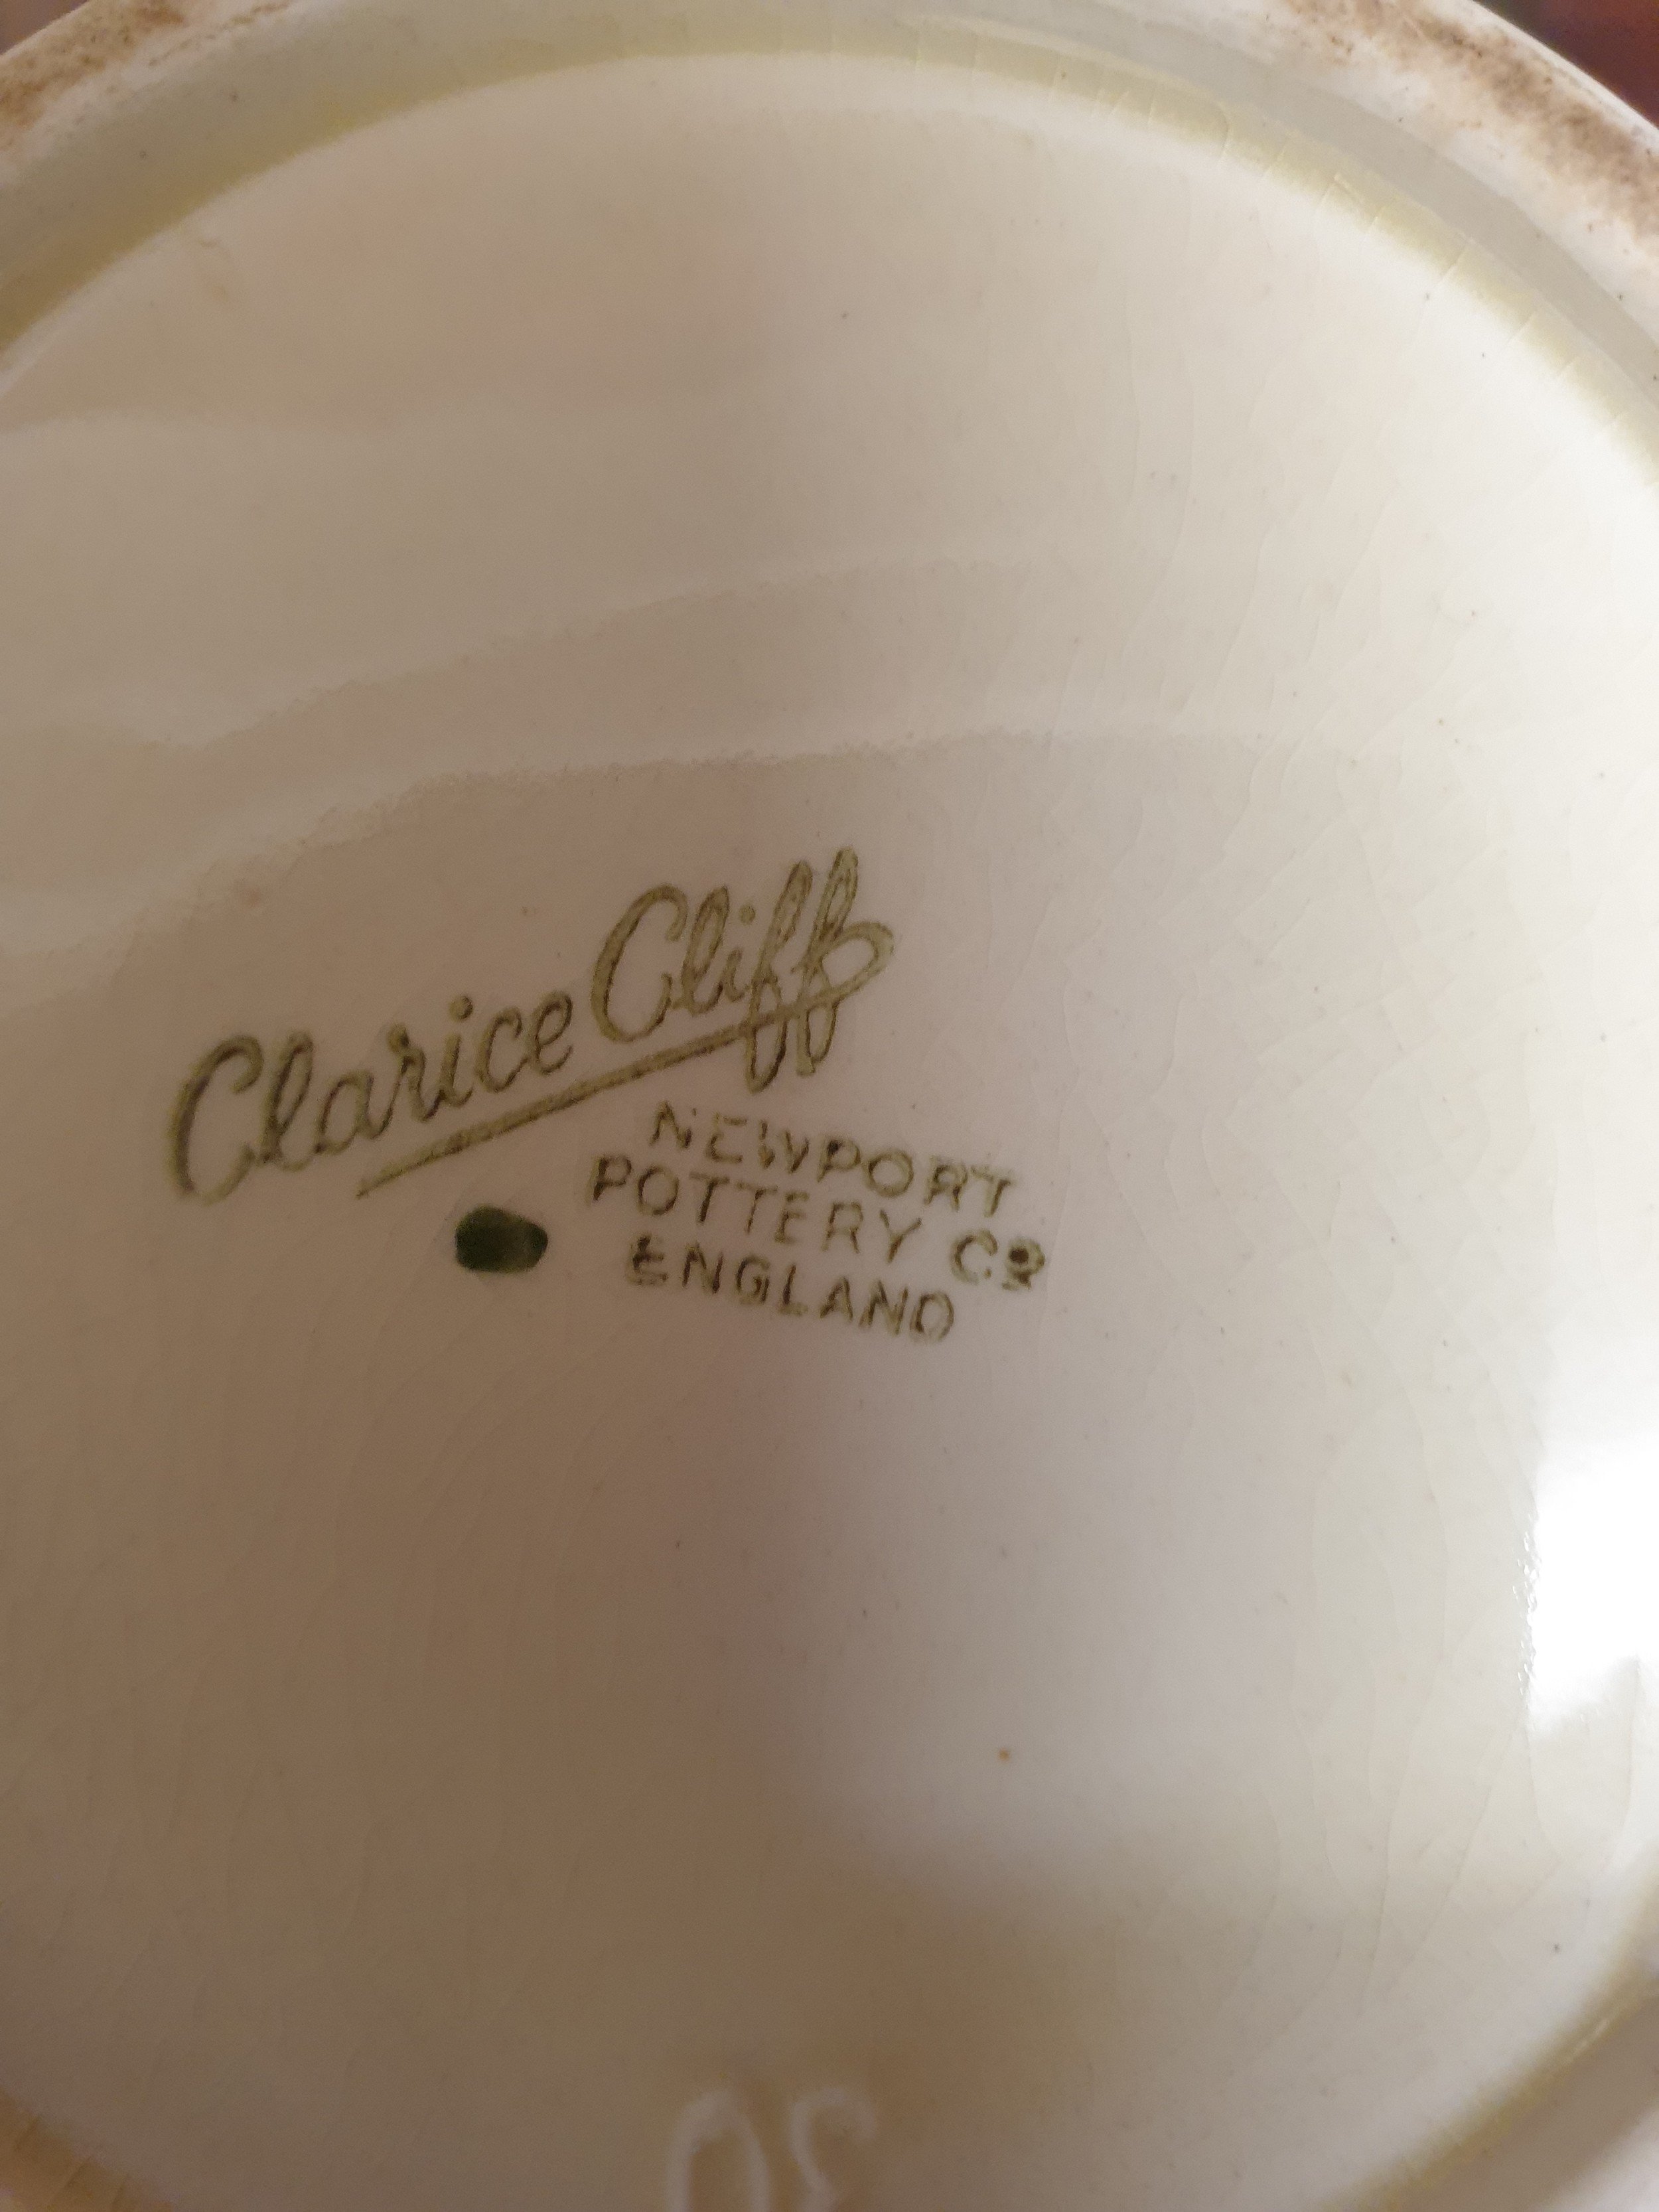 Clarice Cliff
NEWPORT
POTTERY Cº
ENGLAND